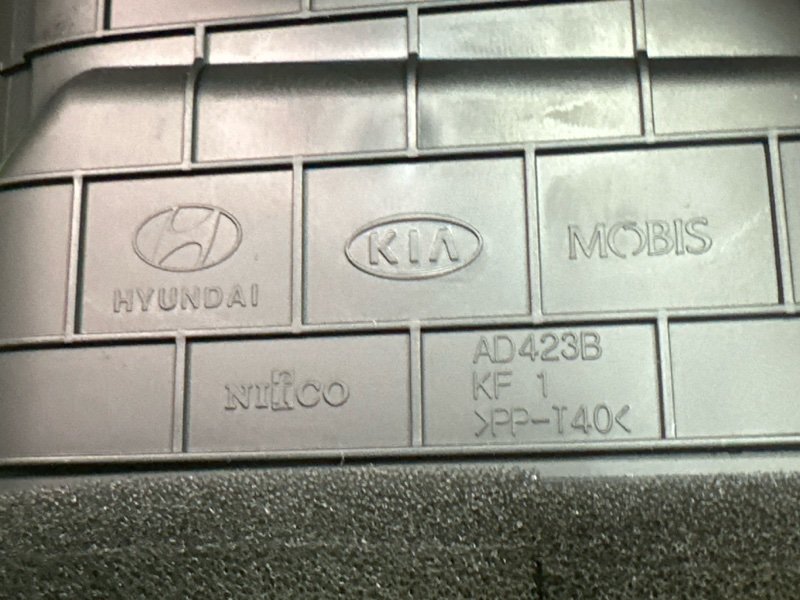 HYUNDAI
KIA
MOBIS
NIFCO
AD423B
KF 1
>PP-T40<